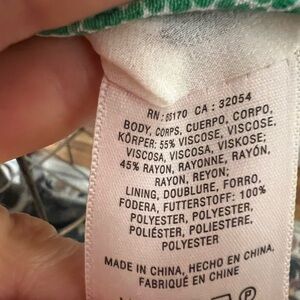 RN : 65170 CA : 32054
BODY, CORPS, CUERPO, CORPO,
KÖRPER: 55% VISCOSE, VISCOSE,
VISCOSA, VISCOSA, VISKOSE;
45% RAYON, RAYONNE, RAYÓN,
RAYON, REYON;
LINING, DOUBLURE, FORRO,
FODERA, FUTTERSTOFF: 100%
POLYESTER, POLYESTER,
POLIÉSTER, POLIESTERE,
POLYESTER
MADE IN CHINA, HECHO EN CHINA,
FABRIQUÉ EN CHINE
P